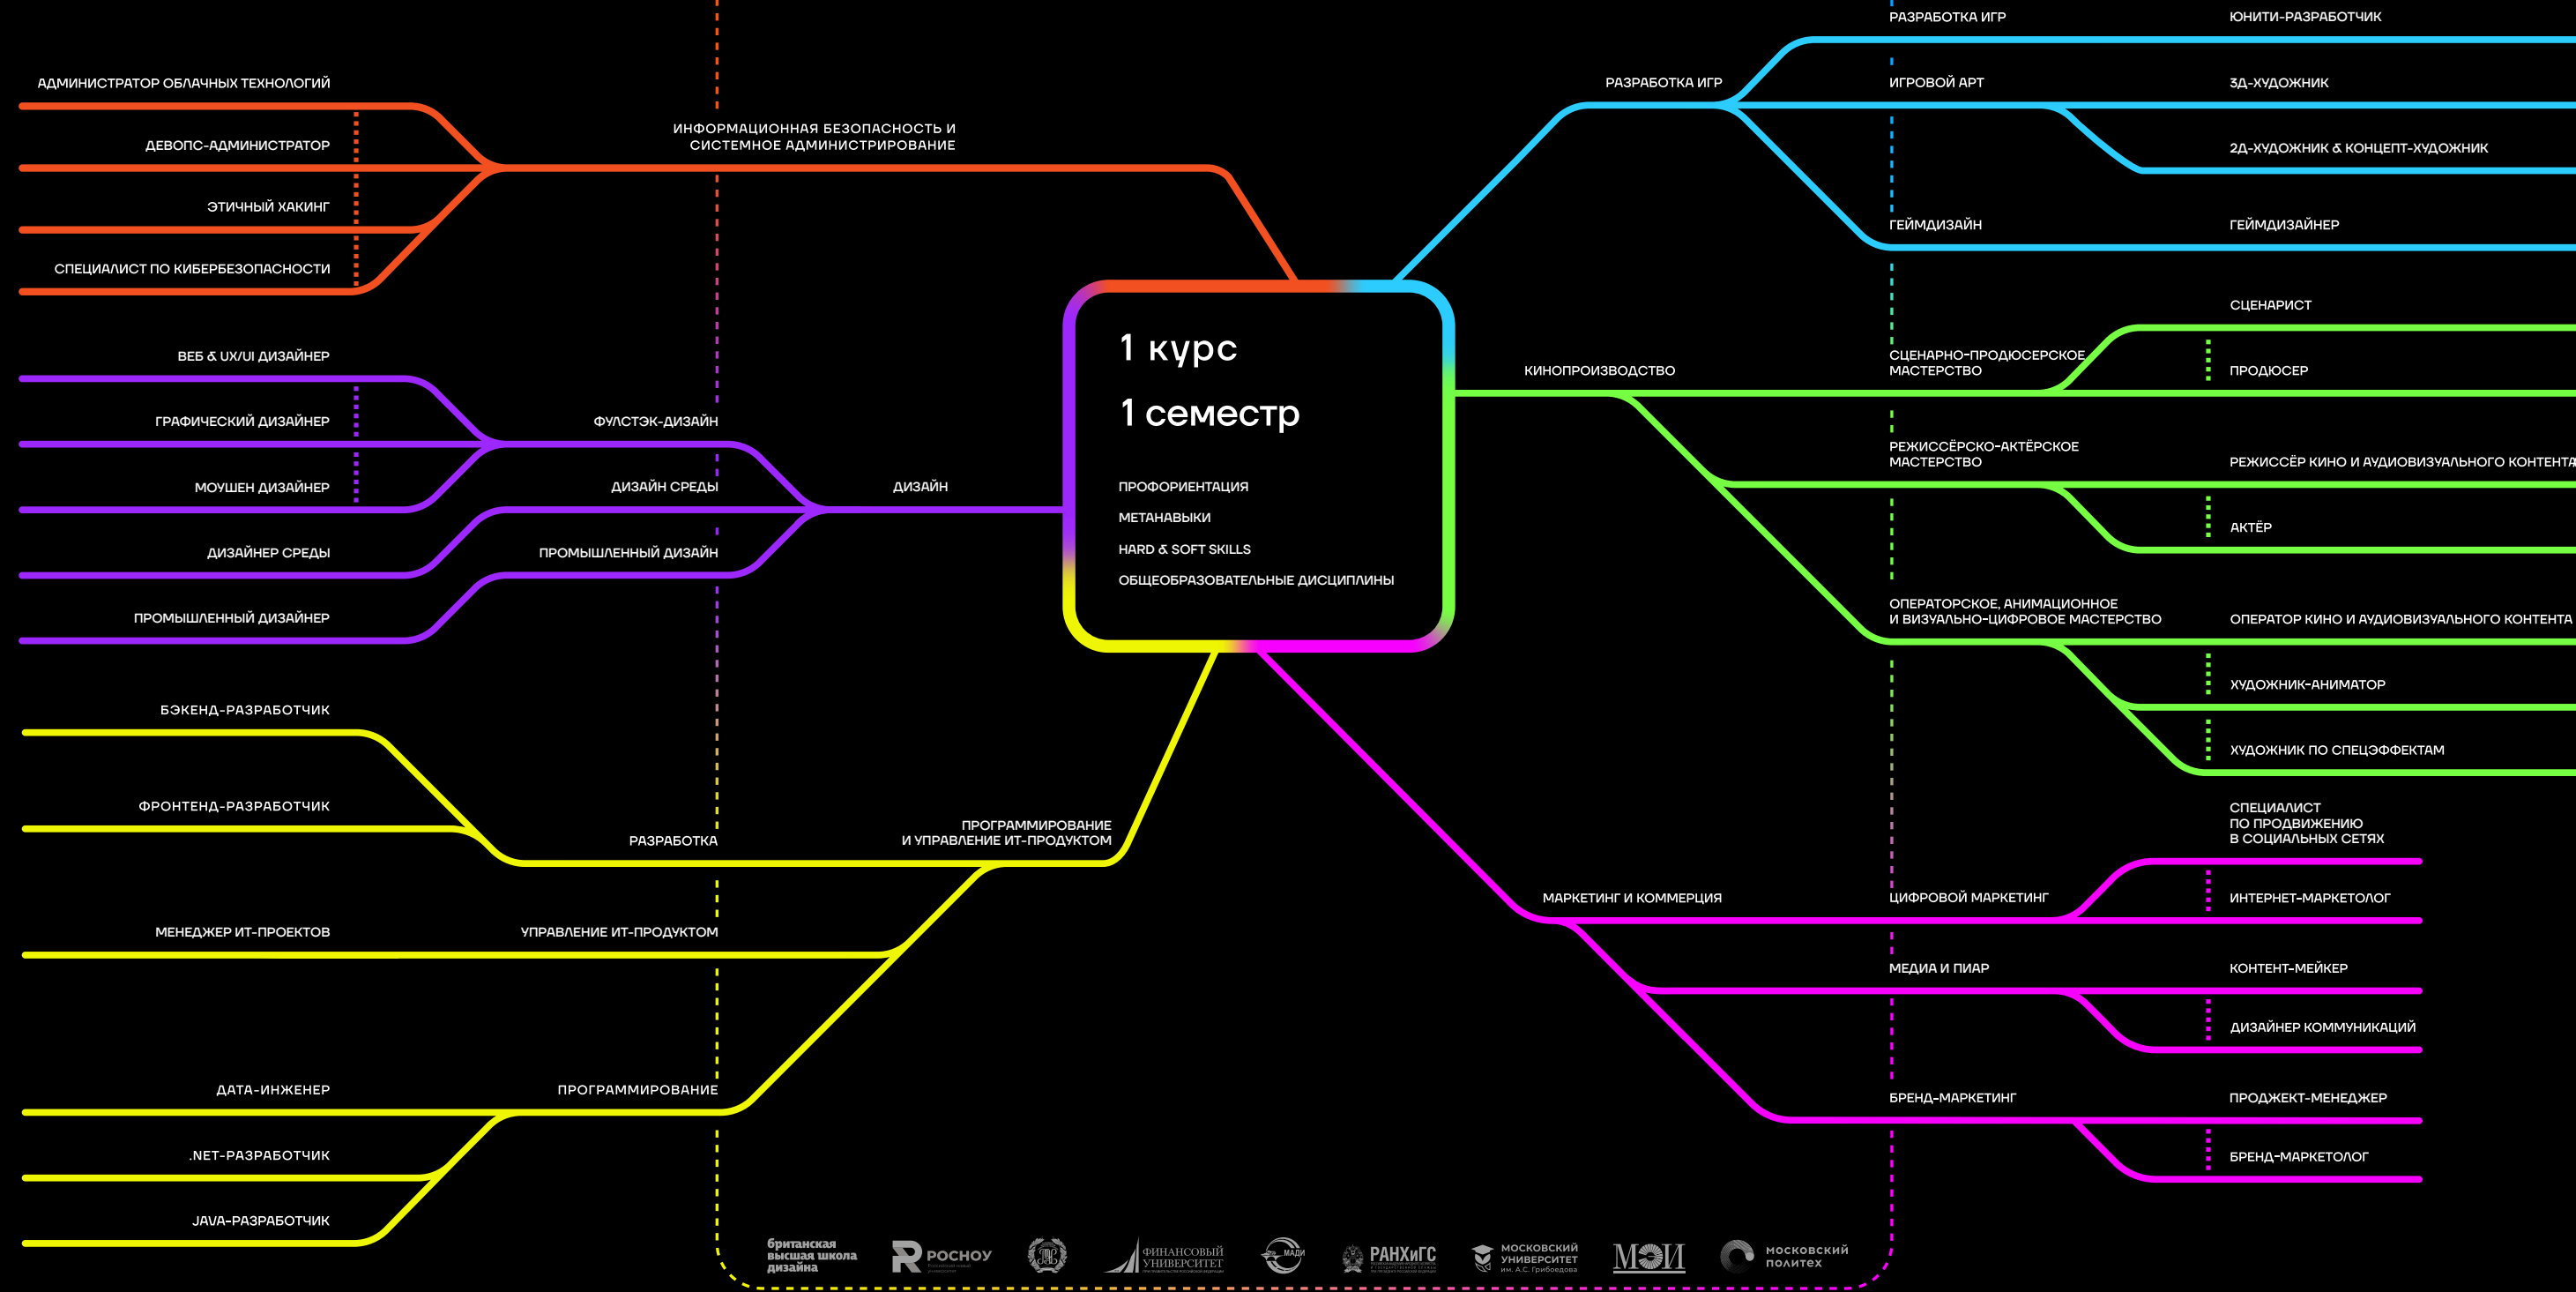 АДМИНИСТРАТОР ОБЛАЧНЫХ ТЕХНОЛОГИЙ
ДЕВОПС-АДМИНИСТРАТОР
ЭТИЧНЫЙ ХАКИНГ
СПЕЦИАЛИСТ ПО КИБЕРБЕЗОПАСНОСТИ
ИНФОРМАЦИОННАЯ БЕЗОПАСНОСТЬ И
СИСТЕМНОЕ АДМИНИСТРИРОВАНИЕ
ВЕБ & UX/UI ДИЗАЙНЕР
ГРАФИЧЕСКИЙ ДИЗАЙНЕР
МОУШЕН ДИЗАЙНЕР
ДИЗАЙНЕР СРЕДЫ
ПРОМЫШЛЕННЫЙ ДИЗАЙНЕР
ФУЛСТЭК-ДИЗАЙН
ДИЗАЙН СРЕДЫ
ПРОМЫШЛЕННЫЙ ДИЗАЙН
ДИЗАЙН
БЭКЕНД-РАЗРАБОТЧИК
ФРОНТЕНД-РАЗРАБОТЧИК
МЕНЕДЖЕР ИТ-ПРОЕКТОВ
ДАТА-ИНЖЕНЕР
.NET-РАЗРАБОТЧИК
JAVA-РАЗРАБОТЧИК
РАЗРАБОТКА
УПРАВЛЕНИЕ ИТ-ПРОДУКТОМ
ПРОГРАММИРОВАНИЕ
ПРОГРАММИРОВАНИЕ
И УПРАВЛЕНИЕ ИТ-ПРОДУКТОМ
1 курс
1 семестр
ПРОФОРИЕНТАЦИЯ
МЕТАНАВЫКИ
HARD & SOFT SKILLS
ОБЩЕОБРАЗОВАТЕЛЬНЫЕ ДИСЦИПЛИНЫ
РАЗРАБОТКА ИГР
РАЗРАБОТКА ИГР
ИГРОВОЙ АРТ
ГЕЙМДИЗАЙН
ЮНИТИ-РАЗРАБОТЧИК
3Д-ХУДОЖНИК
2Д-ХУДОЖНИК & КОНЦЕПТ-ХУДОЖНИК
ГЕЙМДИЗАЙНЕР
КИНОПРОИЗВОДСТВО
СЦЕНАРНО-ПРОДЮСЕРСКОЕ
МАСТЕРСТВО
РЕЖИССЁРСКО-АКТЁРСКОЕ
МАСТЕРСТВО
ОПЕРАТОРСКОЕ, АНИМАЦИОННОЕ
И ВИЗУАЛЬНО-ЦИФРОВОЕ МАСТЕРСТВО
СЦЕНАРИСТ
ПРОДЮСЕР
РЕЖИССЁР КИНО И АУДИОВИЗУАЛЬНОГО КОНТЕНТА
АКТЁР
ОПЕРАТОР КИНО И АУДИОВИЗУАЛЬНОГО КОНТЕНТА
ХУДОЖНИК-АНИМАТОР
ХУДОЖНИК ПО СПЕЦЭФФЕКТАМ
МАРКЕТИНГ И КОММЕРЦИЯ
ЦИФРОВОЙ МАРКЕТИНГ
МЕДИА И ПИАР
БРЕНД-МАРКЕТИНГ
СПЕЦИАЛИСТ
ПО ПРОДВИЖЕНИЮ
В СОЦИАЛЬНЫХ СЕТЯХ
ИНТЕРНЕТ-МАРКЕТОЛОГ
КОНТЕНТ-МЕЙКЕР
ДИЗАЙНЕР КОММУНИКАЦИЙ
ПРОДЖЕКТ-МЕНЕДЖЕР
БРЕНД-МАРКЕТОЛОГ
британская
высшая школа
дизайна
РОСНОУ
ФИНАНСОВЫЙ
УНИВЕРСИТЕТ
МАДИ
РАНХиГС
МОСКОВСКИЙ
УНИВЕРСИТЕТ
им. А.С. Грибоедова
МЭИ
московский
политех